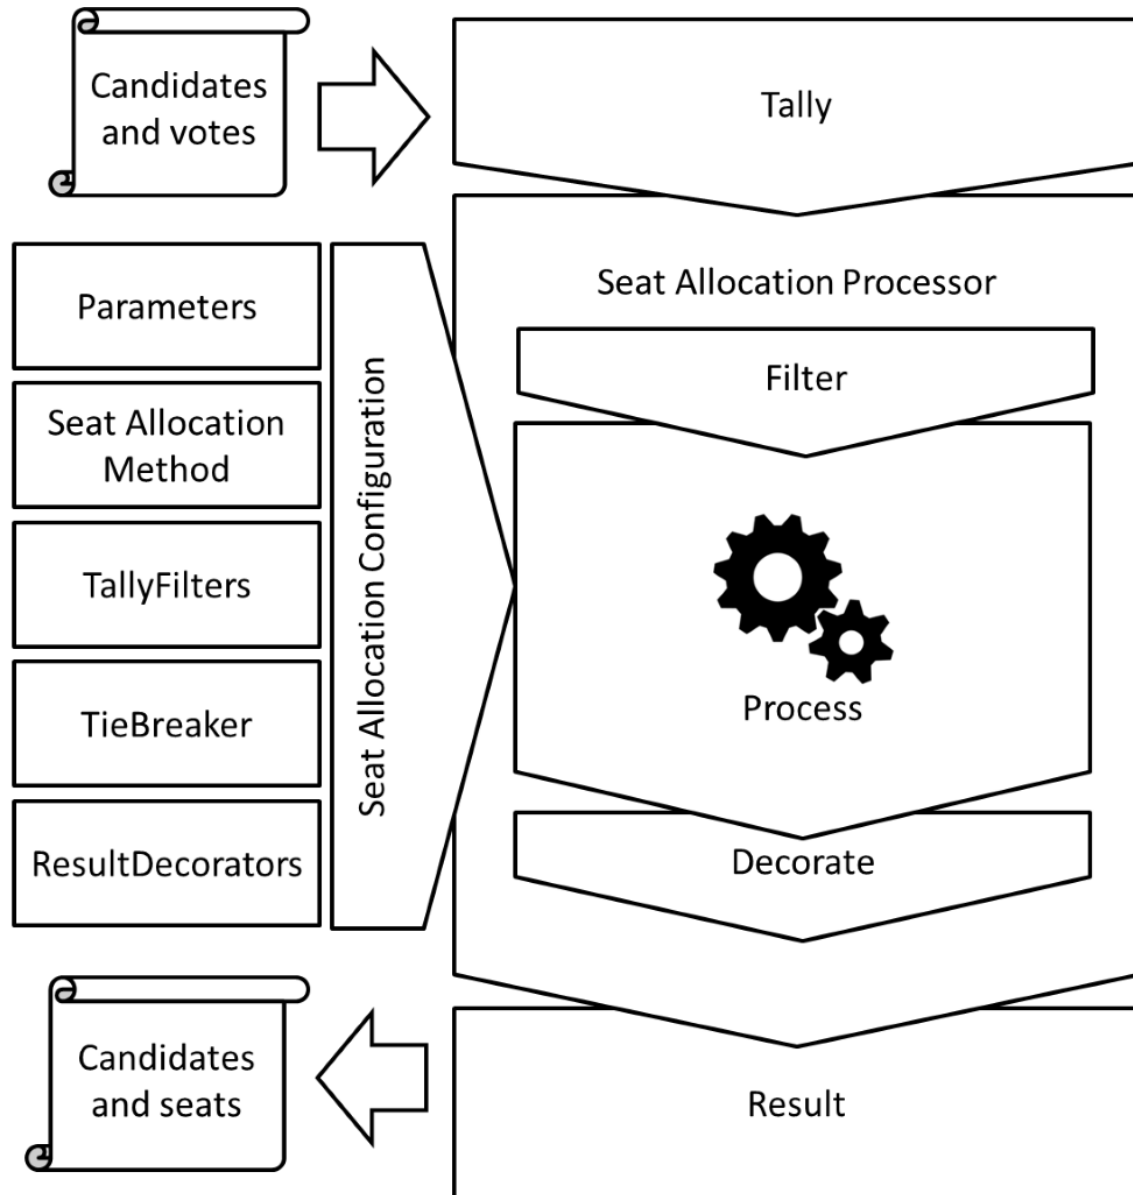 Candidates
and votes
Tally
Parameters
Seat Allocation
Method
TallyFilters
TieBreaker
ResultDecorators
Seat Allocation Configuration
Seat Allocation Processor
Filter
Process
Decorate
Candidates
and seats
Result